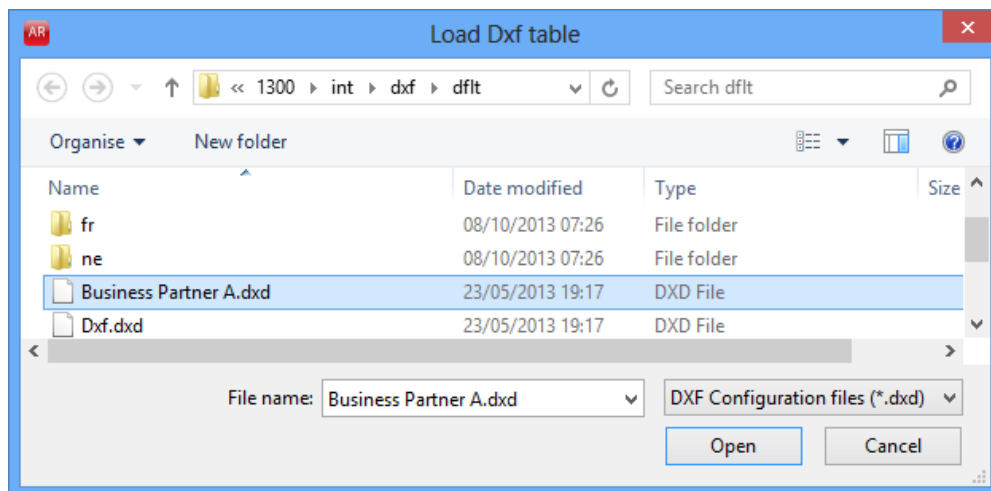 AR Load Dxf table
« 1300 int dxf dflt Search dflt
Organise New folder
Name Date modified Type Size
fr 08/10/2013 07:26 File folder
ne 08/10/2013 07:26 File folder
Business Partner A.dxd 23/05/2013 19:17 DXD File
Dxf.dxd 23/05/2013 19:17 DXD File
File name: Business Partner A.dxd DXF Configuration files (*.dxd)
Open Cancel